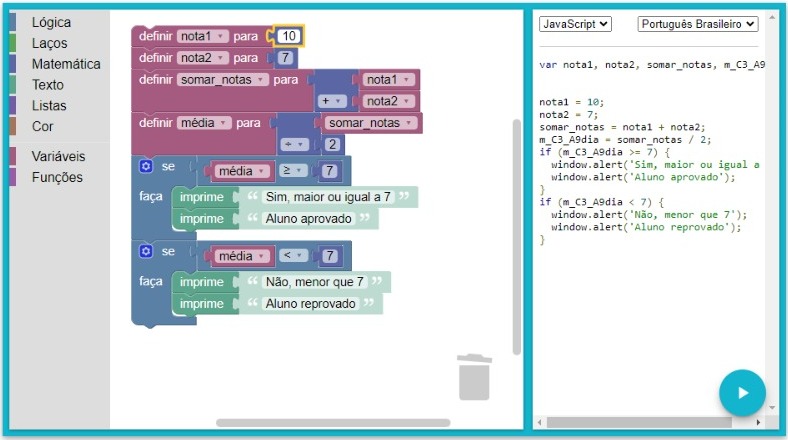 Lógica
Laços
Matemática
Texto
Listas
Cor
Variáveis
Funções
definir nota1 para 10
definir nota2 para 7
definir somar_notas para nota1
+ nota2
definir média para somar_notas
÷ 2
se média ≥ 7
faça imprime “ Sim, maior ou igual a 7 ”
imprime “ Aluno aprovado ”
se média < 7
faça imprime “ Não, menor que 7 ”
imprime “ Aluno reprovado ”
JavaScript Português Brasileiro
var nota1, nota2, somar_notas, m_C3_A9
nota1 = 10;
nota2 = 7;
somar_notas = nota1 + nota2;
m_C3_A9dia = somar_notas / 2;
if (m_C3_A9dia >= 7) {
window.alert('Sim, maior ou igual a
window.alert('Aluno aprovado');
}
if (m_C3_A9dia < 7) {
window.alert('Não, menor que 7');
window.alert('Aluno reprovado');
}